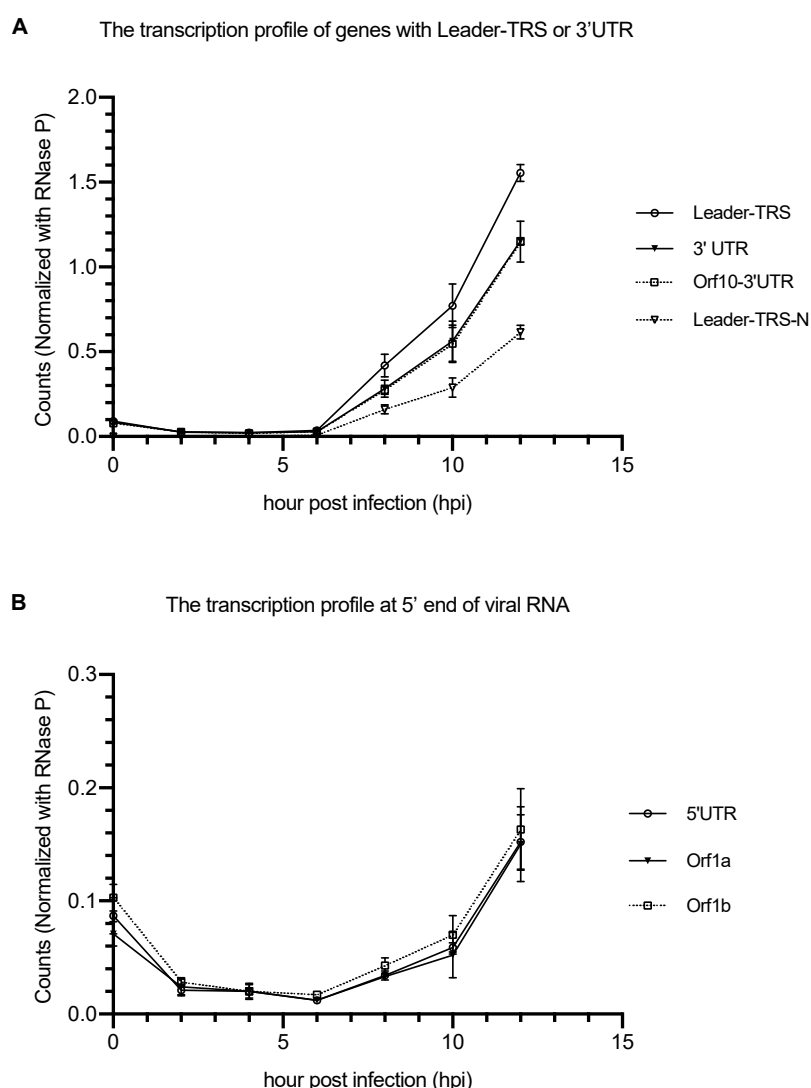 A
The transcription profile of genes with Leader-TRS or 3’UTR
Counts (Normalized with RNase P)
2.0
1.5
1.0
0.5
0.0
0
5
10
15
hour post infection (hpi)
Leader-TRS
3' UTR
Orf10-3'UTR
Leader-TRS-N
B
The transcription profile at 5’ end of viral RNA
Counts (Normalized with RNase P)
0.3
0.2
0.1
0.0
0
5
10
15
hour post infection (hpi)
5'UTR
Orf1a
Orf1b